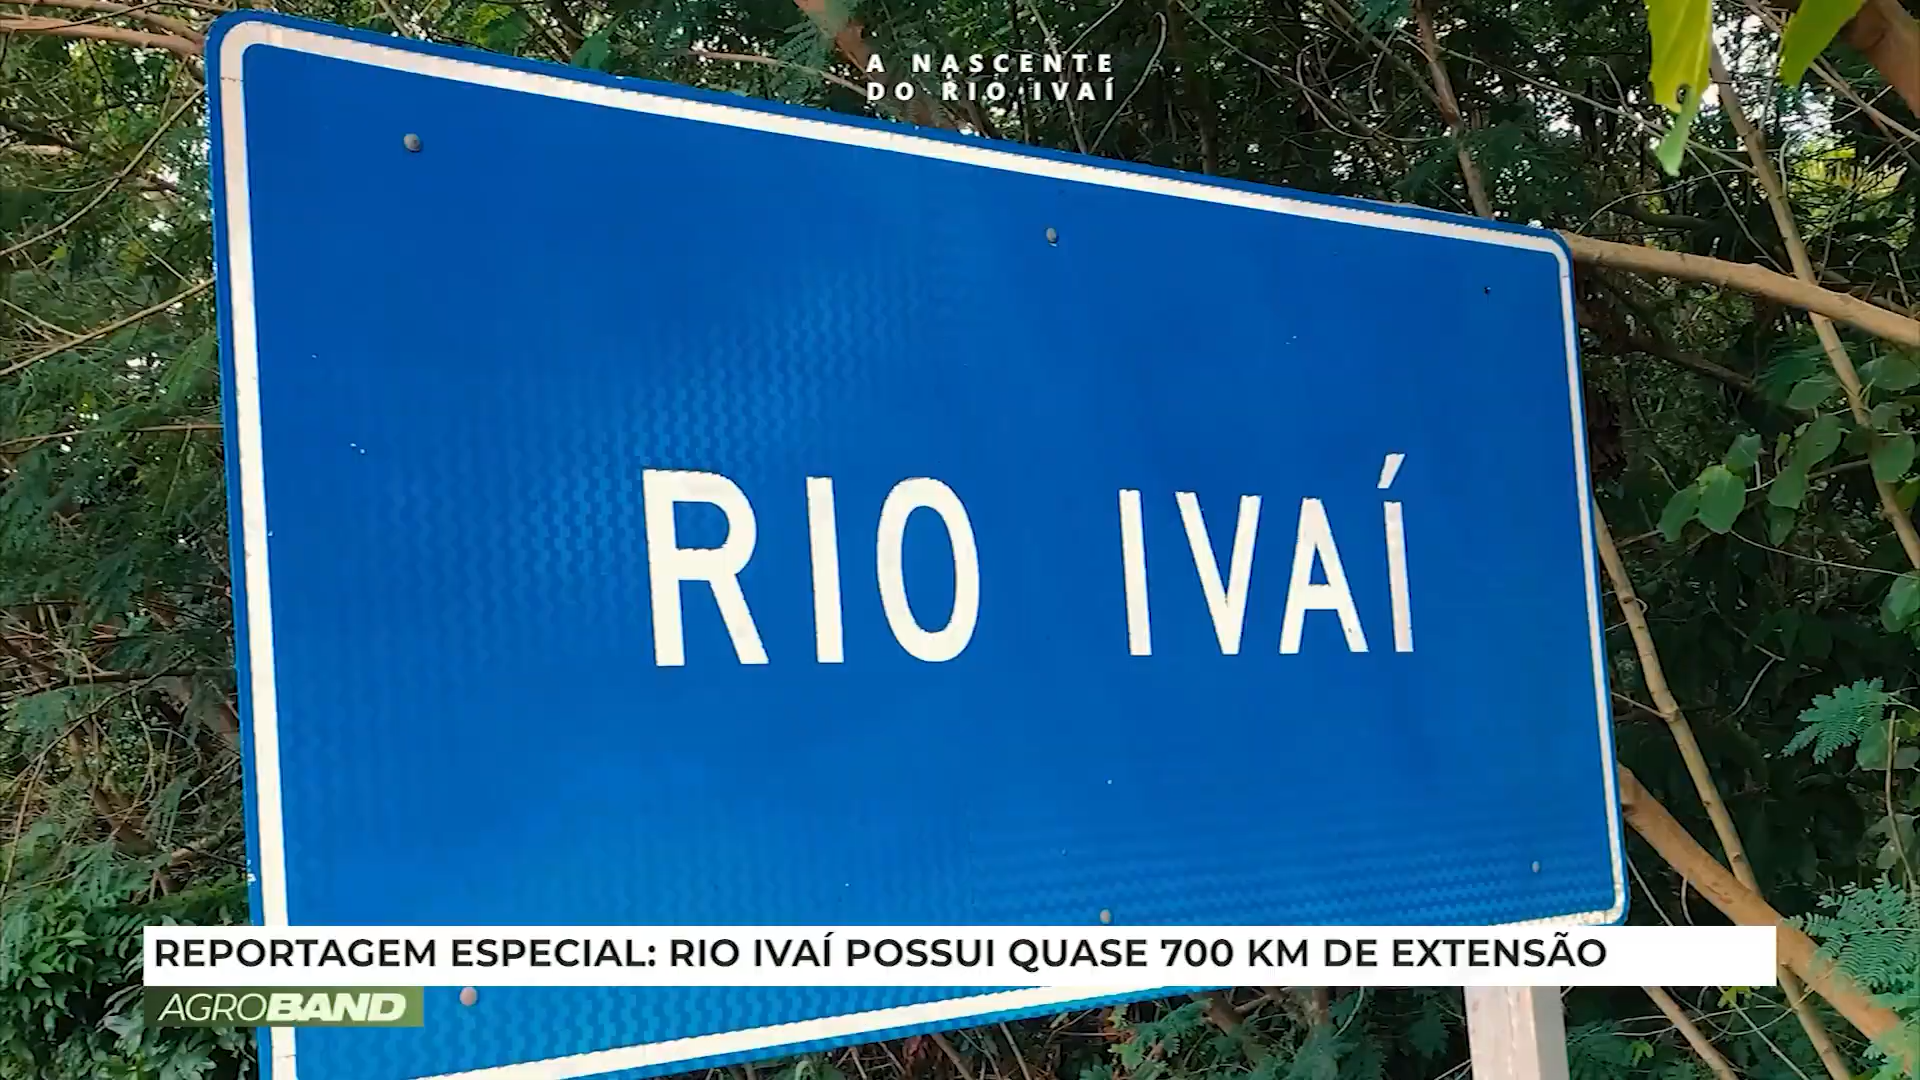 A NASCENTE
DO RIO IVAÍ
RIO IVAÍ
REPORTAGEM ESPECIAL: RIO IVAÍ POSSUI QUASE 700 KM DE EXTENSÃO
AGROBAND